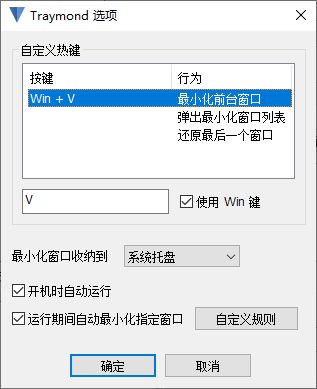 Traymond 选项
自定义热键
按键 行为
Win + V 最小化前台窗口
弹出最小化窗口列表
还原最后一个窗口
V 使用 Win 键
最小化窗口收纳到 系统托盘
开机时自动运行
运行期间自动最小化指定窗口 自定义规则
确定 取消